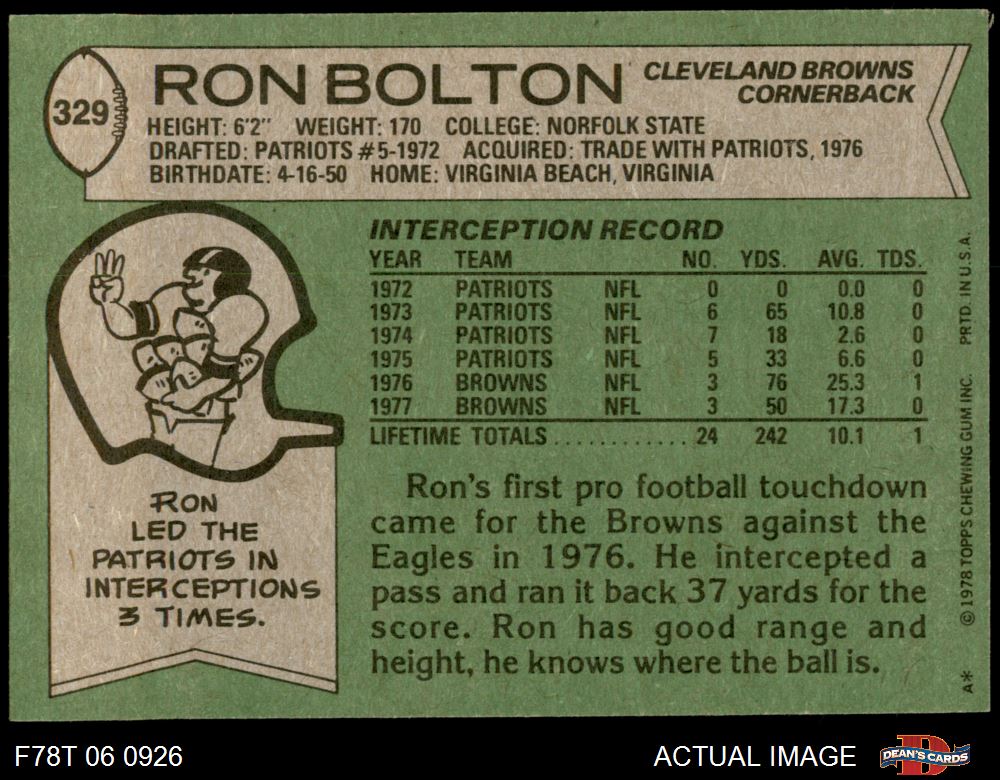 329
RON BOLTON
CLEVELAND BROWNS
CORNERBACK
HEIGHT: 6'2" WEIGHT: 170 COLLEGE: NORFOLK STATE
DRAFTED: PATRIOTS #5-1972 ACQUIRED: TRADE WITH PATRIOTS, 1976
BIRTHDATE: 4-16-50 HOME: VIRGINIA BEACH, VIRGINIA
INTERCEPTION RECORD
YEAR TEAM NO. YDS. AVG. TDS.
1972 PATRIOTS NFL 0 0 0.0 0
1973 PATRIOTS NFL 6 65 10.8 0
1974 PATRIOTS NFL 7 18 2.6 0
1975 PATRIOTS NFL 5 33 6.6 0
1976 BROWNS NFL 3 76 25.3 1
1977 BROWNS NFL 3 50 17.3 0
LIFETIME TOTALS............ 24 242 10.1 1
RON
LED THE
PATRIOTS IN
INTERCEPTIONS
3 TIMES.
Ron's first pro football touchdown
came for the Browns against the
Eagles in 1976. He intercepted a
pass and ran it back 37 yards for the
score. Ron has good range and
height, he knows where the ball is.
A* ©1978 TOPPS CHEWING GUM INC. PRTD. IN U.S.A.
F78T 06 0926
ACTUAL IMAGE
D
DEAN'S CARDS